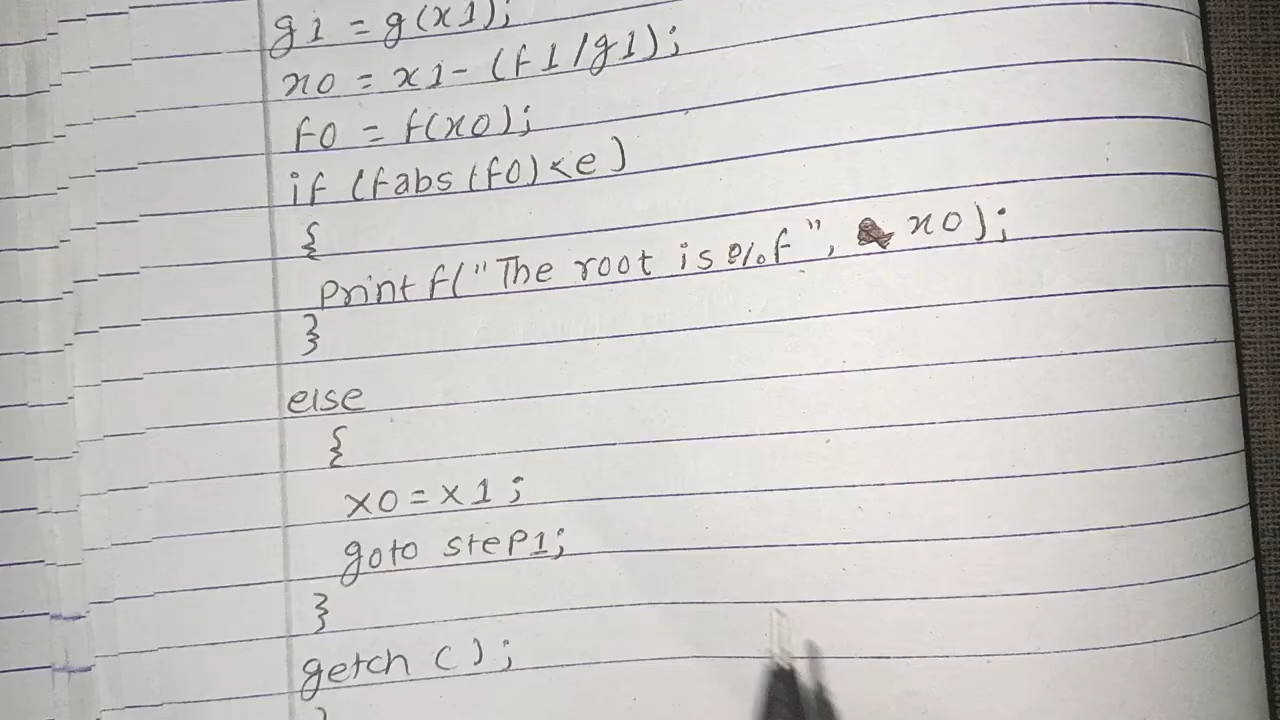 g1 = g(x1);
x0 = x1 - (f1/g1);
f0 = f(x0);
if (fabs(f0)<e)
{
printf("The root is %f", x0);
}
else
{
x0 = x1;
goto step1;
}
getch();
}